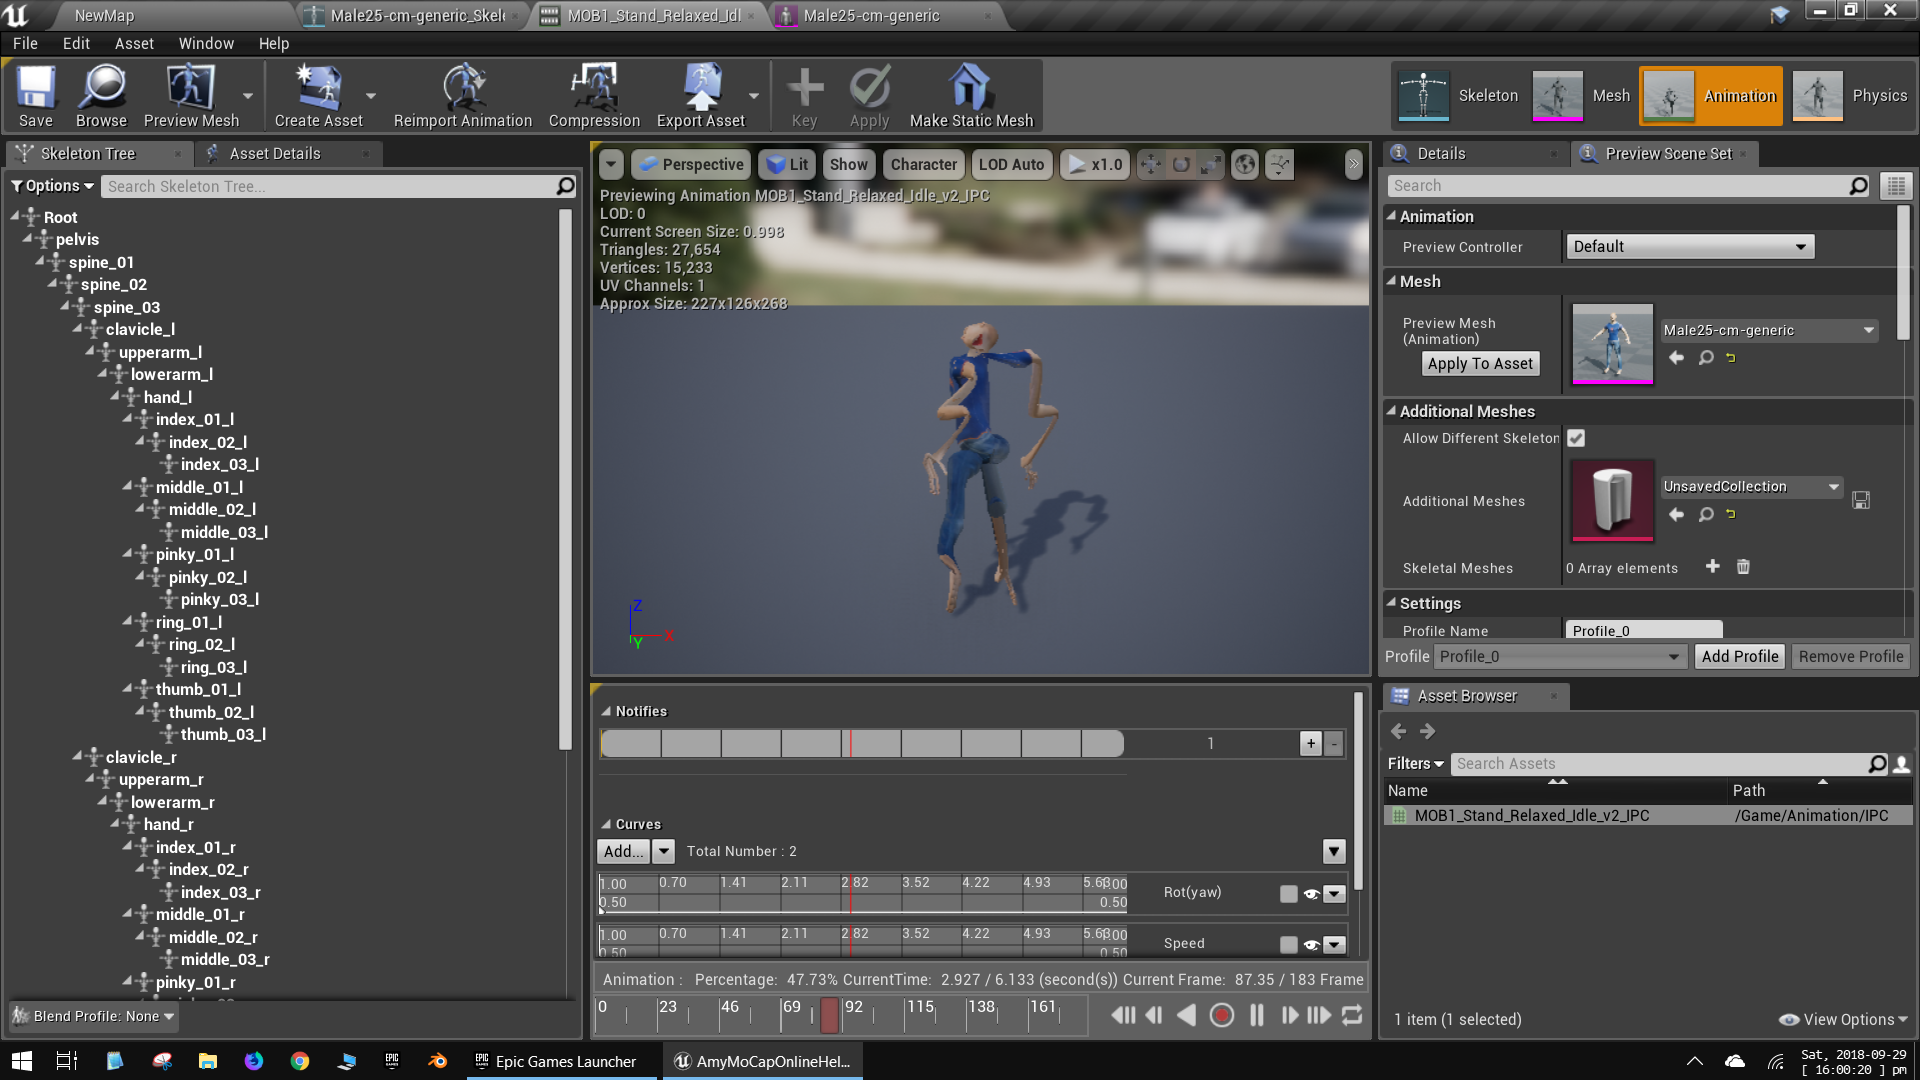 NewMap
Male25-cm-generic_Skele
MOB1_Stand_Relaxed_Idl
Male25-cm-generic
File
Edit
Asset
Window
Help
Save
Browse
Preview Mesh
Create Asset
Reimport Animation
Compression
Export Asset
Key
Apply
Make Static Mesh
Skeleton
Mesh
Animation
Physics
Skeleton Tree
Asset Details
Options
Search Skeleton Tree...
Root
pelvis
spine_01
spine_02
spine_03
clavicle_l
upperarm_l
lowerarm_l
hand_l
index_01_l
index_02_l
index_03_l
middle_01_l
middle_02_l
middle_03_l
pinky_01_l
pinky_02_l
pinky_03_l
ring_01_l
ring_02_l
ring_03_l
thumb_01_l
thumb_02_l
thumb_03_l
clavicle_r
upperarm_r
lowerarm_r
hand_r
index_01_r
index_02_r
index_03_r
middle_01_r
middle_02_r
middle_03_r
pinky_01_r
Blend Profile: None
Perspective
Lit
Show
Character
LOD Auto
x1.0
Previewing Animation MOB1_Stand_Relaxed_Idle_v2_IPC
LOD: 0
Current Screen Size: 0.998
Triangles: 27,654
Vertices: 15,233
UV Channels: 1
Approx Size: 227x126x268
Z
Y
X
Notifies
1
+
-
Curves
Add...
Total Number : 2
1.00 0.70 1.41 2.11 2.82 3.52 4.22 4.93 5.63 1.00
0.50 0.50
Rot(yaw)
1.00 0.70 1.41 2.11 2.82 3.52 4.22 4.93 5.63 1.00
0.50 0.50
Speed
Animation : Percentage: 47.73% CurrentTime: 2.927 / 6.133 (second(s)) Current Frame: 87.35 / 183 Frame
0 23 46 69 92 115 138 161
Details
Preview Scene Set
Search
Animation
Preview Controller
Default
Mesh
Preview Mesh
(Animation)
Apply To Asset
Male25-cm-generic
Additional Meshes
Allow Different Skeleton
Additional Meshes
UnsavedCollection
Skeletal Meshes
0 Array elements
Settings
Profile Name
Profile_0
Profile
Profile_0
Add Profile
Remove Profile
Asset Browser
Filters
Search Assets
Name
Path
MOB1_Stand_Relaxed_Idle_v2_IPC
/Game/Animation/IPC
1 item (1 selected)
View Options
EPIC
EPIC
Epic Games Launcher
AmyMoCapOnlineHel...
Sat, 2018-09-29
[ 16:00:20 ] pm